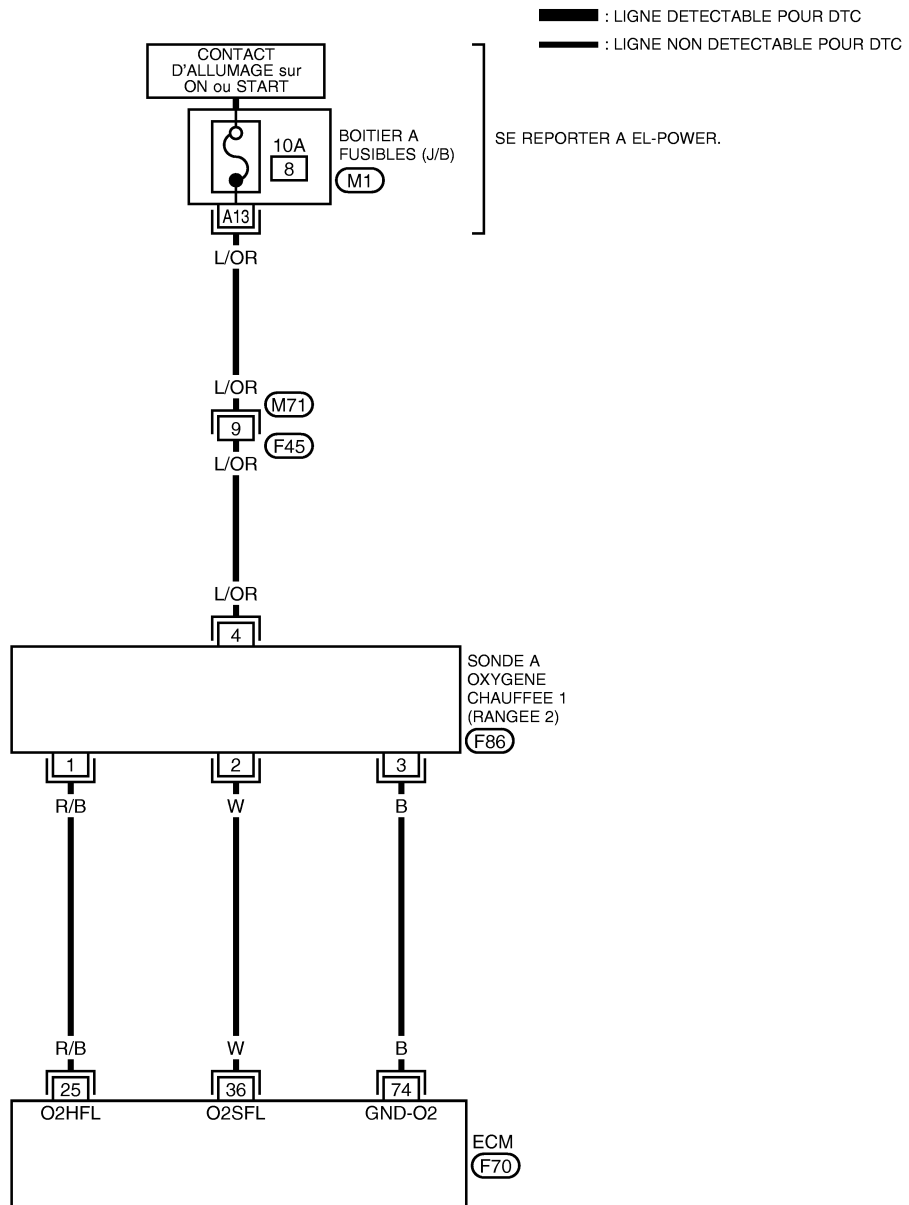 : LIGNE DETECTABLE POUR DTC
: LIGNE NON DETECTABLE POUR DTC
CONTACT
D'ALLUMAGE sur
ON ou START
10A
8
BOITIER A
FUSIBLES (J/B)
M1
SE REPORTER A EL-POWER.
A13
L/OR
L/OR
M71
9
F45
L/OR
L/OR
4
SONDE A
OXYGENE
CHAUFFEE 1
(RANGEE 2)
F86
1 2 3
R/B W B
R/B W B
25 36 74
O2HFL O2SFL GND-O2
ECM
F70